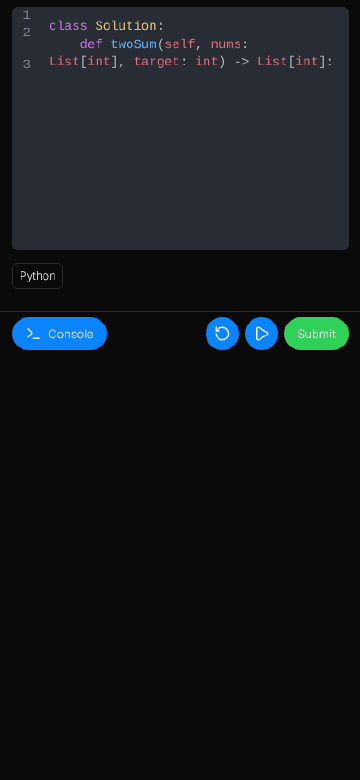 1 class Solution:
2     def twoSum(self, nums:
List[int], target: int) -> List[int]:
3
Python
Console
Submit